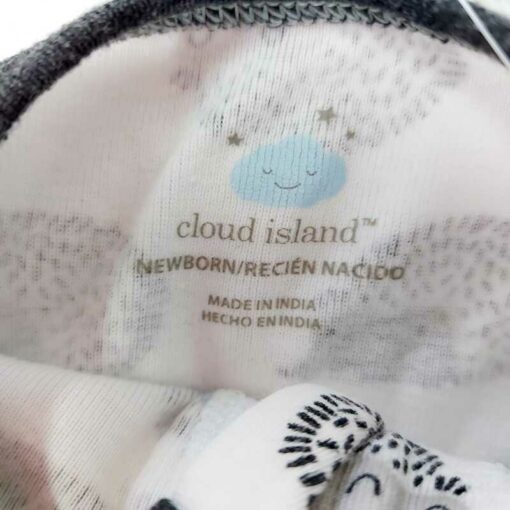 cloud island™
NEWBORN/RECIÉN NACIDO
MADE IN INDIA
HECHO EN INDIA